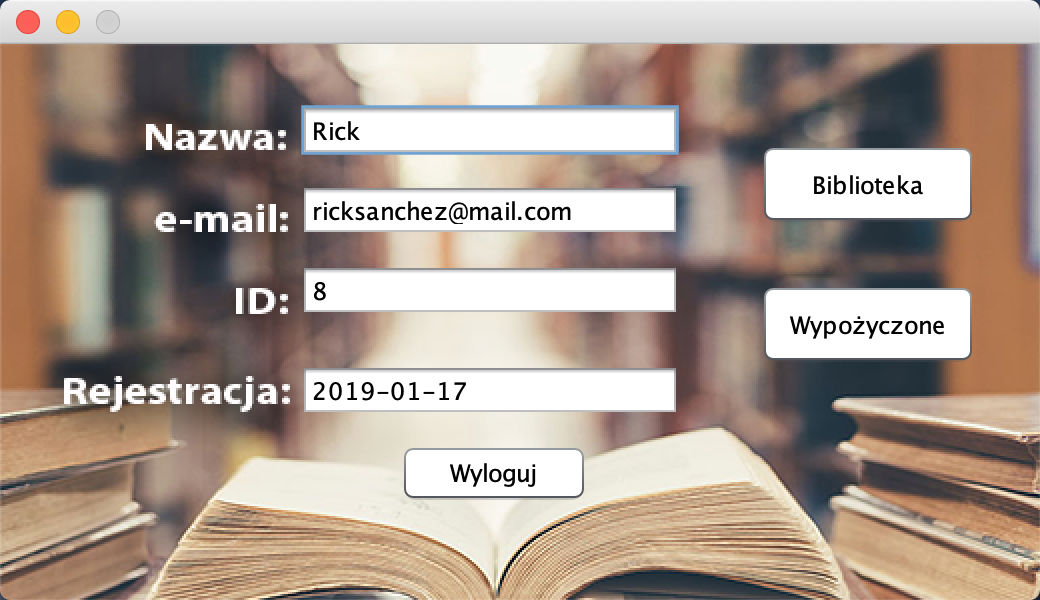 Nazwa: Rick
e-mail: ricksanchez@mail.com
ID: 8
Rejestracja: 2019-01-17
Biblioteka
Wypożyczone
Wyloguj